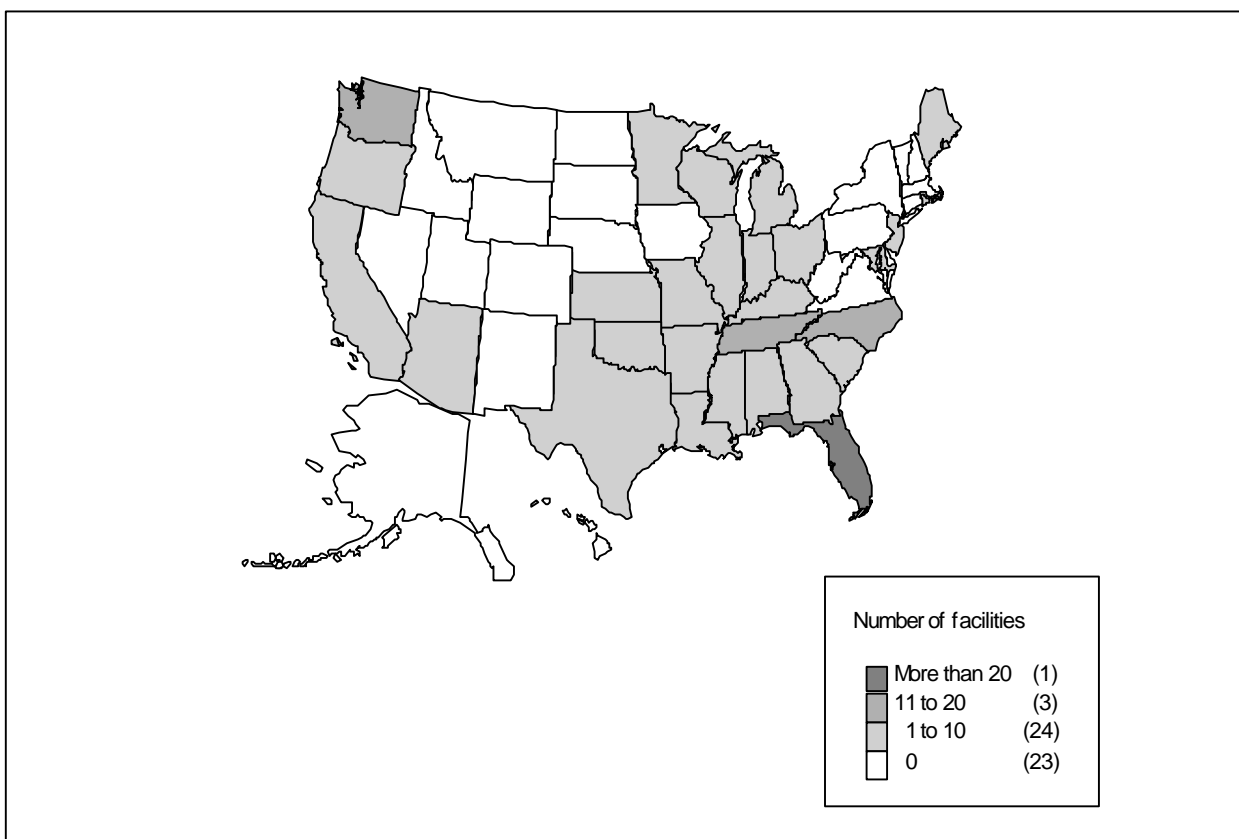 Number of facilities
More than 20 (1)
11 to 20 (3)
1 to 10 (24)
0 (23)